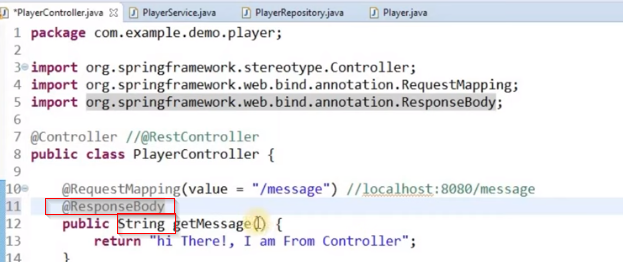 *PlayerController.java PlayerService.java PlayerRepository.java Player.java
1 package com.example.demo.player;
2
3 import org.springframework.stereotype.Controller;
4 import org.springframework.web.bind.annotation.RequestMapping;
5 import org.springframework.web.bind.annotation.ResponseBody;
6
7 @Controller //@RestController
8 public class PlayerController {
9
10 @RequestMapping(value = "/message") //localhost:8080/message
11 @ResponseBody
12 public String getMessage() {
13 return "hi There!, I am From Controller";
14 }